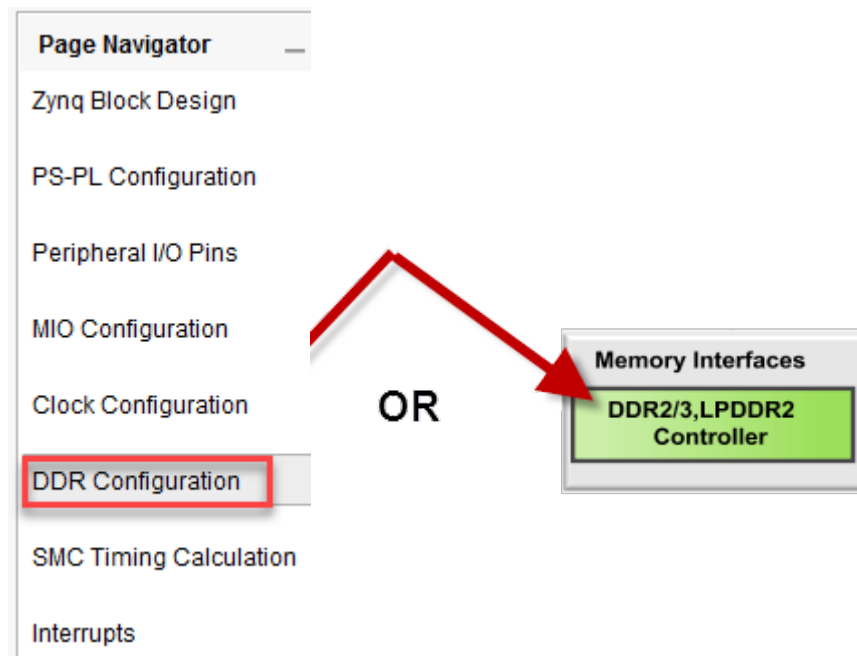 Page Navigator
Zynq Block Design
PS-PL Configuration
Peripheral I/O Pins
MIO Configuration
Clock Configuration
DDR Configuration
SMC Timing Calculation
Interrupts
OR
Memory Interfaces
DDR2/3,LPDDR2
Controller